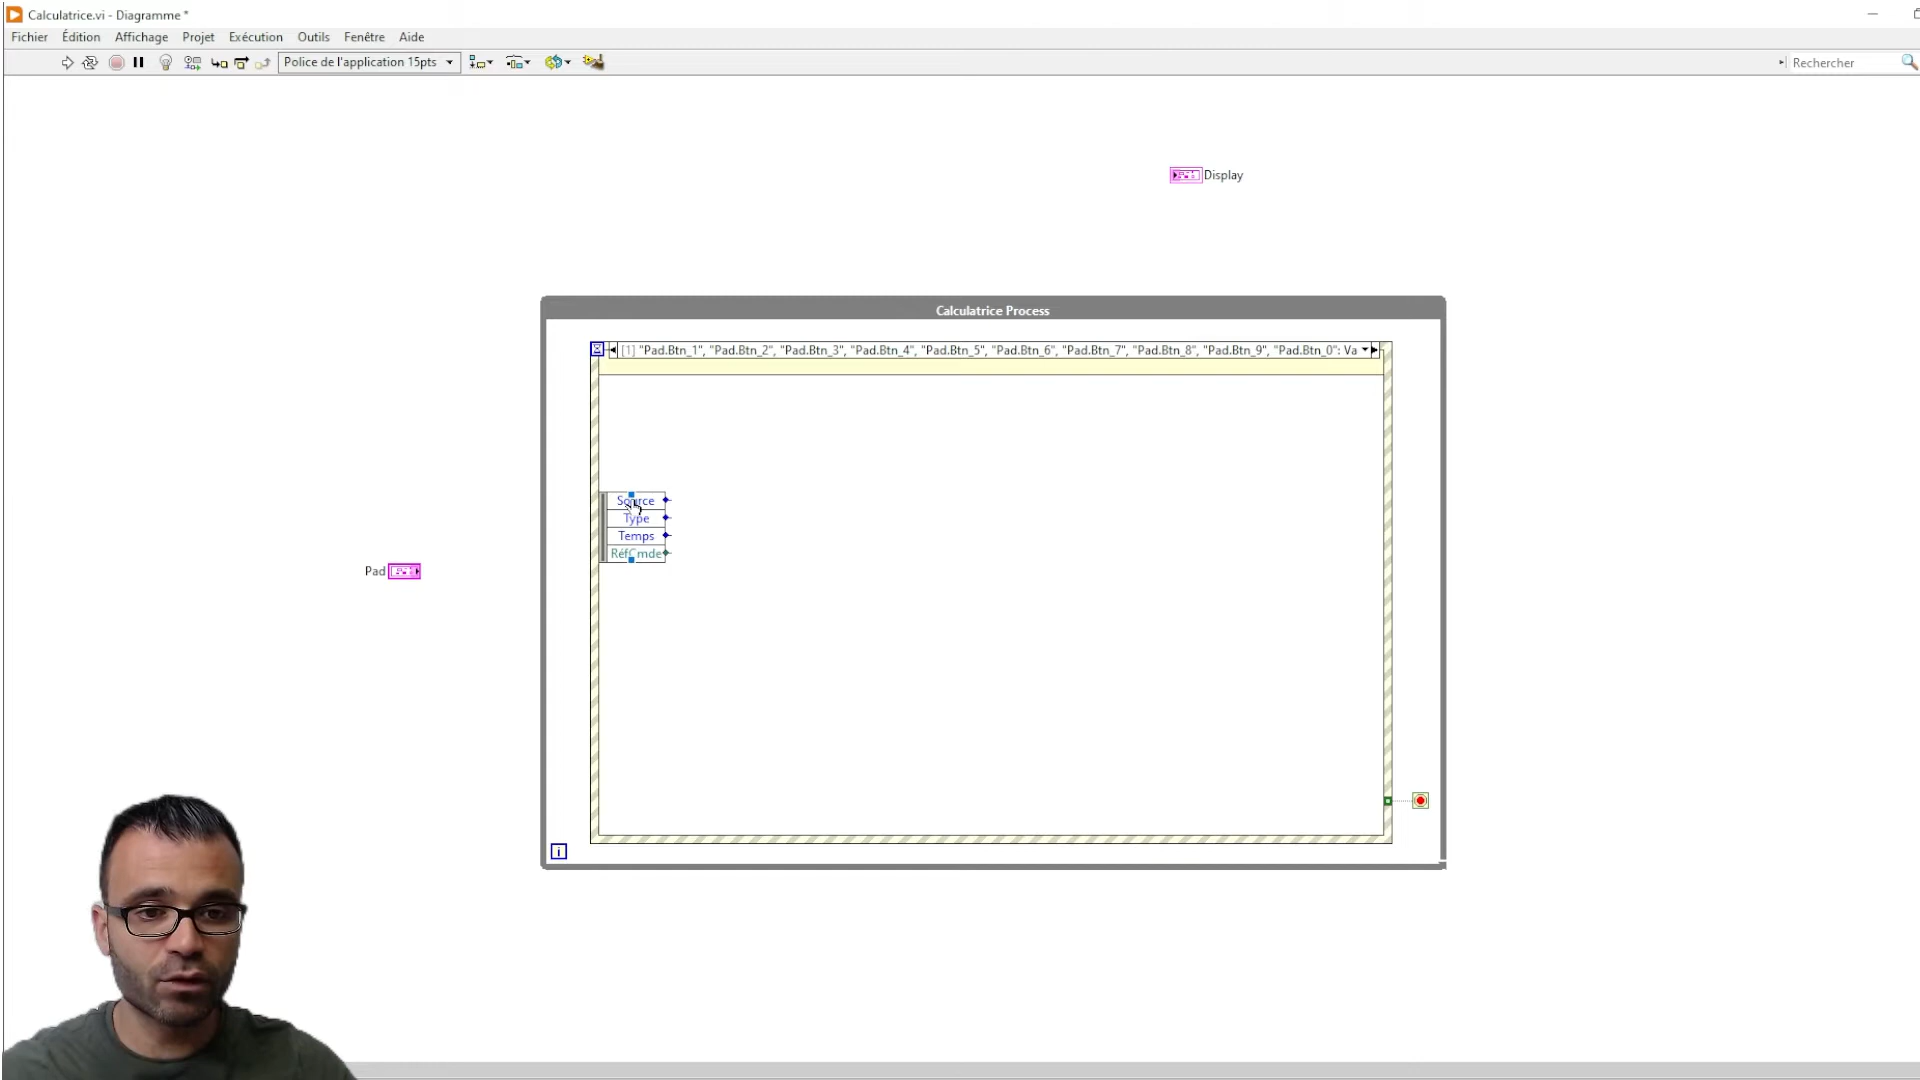 Calculatrice.vi - Diagramme *
Fichier Édition Affichage Projet Exécution Outils Fenêtre Aide
Police de l'application 15pts
Rechercher
Display
Calculatrice Process
[1] "Pad.Btn_1", "Pad.Btn_2", "Pad.Btn_3", "Pad.Btn_4", "Pad.Btn_5", "Pad.Btn_6", "Pad.Btn_7", "Pad.Btn_8", "Pad.Btn_9", "Pad.Btn_0": Va
Source
Type
Temps
RéfCmde
Pad
i